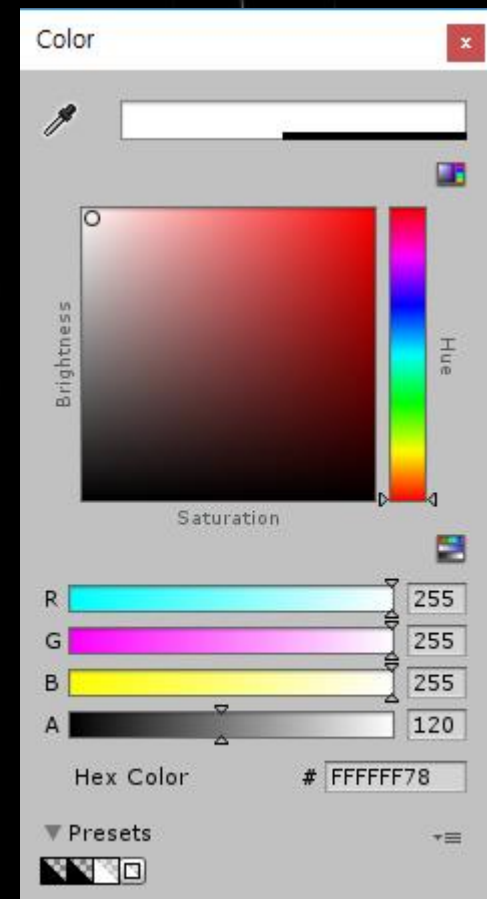 Color
x
Brightness
Hue
Saturation
R 255
G 255
B 255
A 120
Hex Color # FFFFFF78
Presets